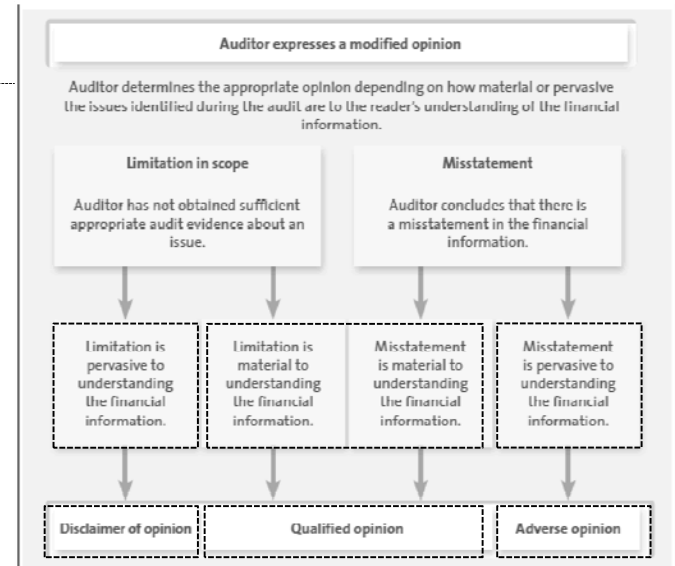 Auditor expresses a modified opinion
Auditor determines the appropriate opinion depending on how material or pervasive
the issues identified during the audit are to the reader's understanding of the financial
information.
Limitation in scope
Auditor has not obtained sufficient
appropriate audit evidence about an
issue.
Misstatement
Auditor concludes that there is
a misstatement in the financial
information.
Limitation is
pervasive to
understanding
the financial
information.
Limitation is
material to
understanding
the financial
information.
Misstatement
is material to
understanding
the financial
information.
Misstatement
is pervasive to
understanding
the financial
information.
Disclaimer of opinion
Qualified opinion
Adverse opinion